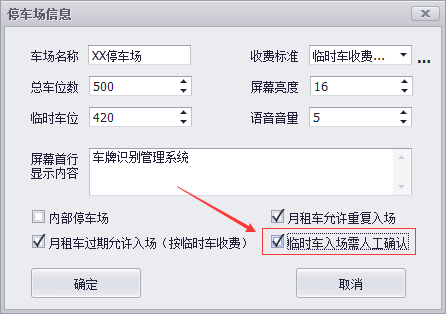 停车场信息
车场名称 XX停车场 收费标准 临时车收费... ...
总车位数 500 屏幕亮度 16
临时车位 420 语音音量 5
屏幕首行
显示内容
车牌识别管理系统
内部停车场 月租车允许重复入场
月租车过期允许入场（按临时车收费） 临时车入场需人工确认
确定 取消